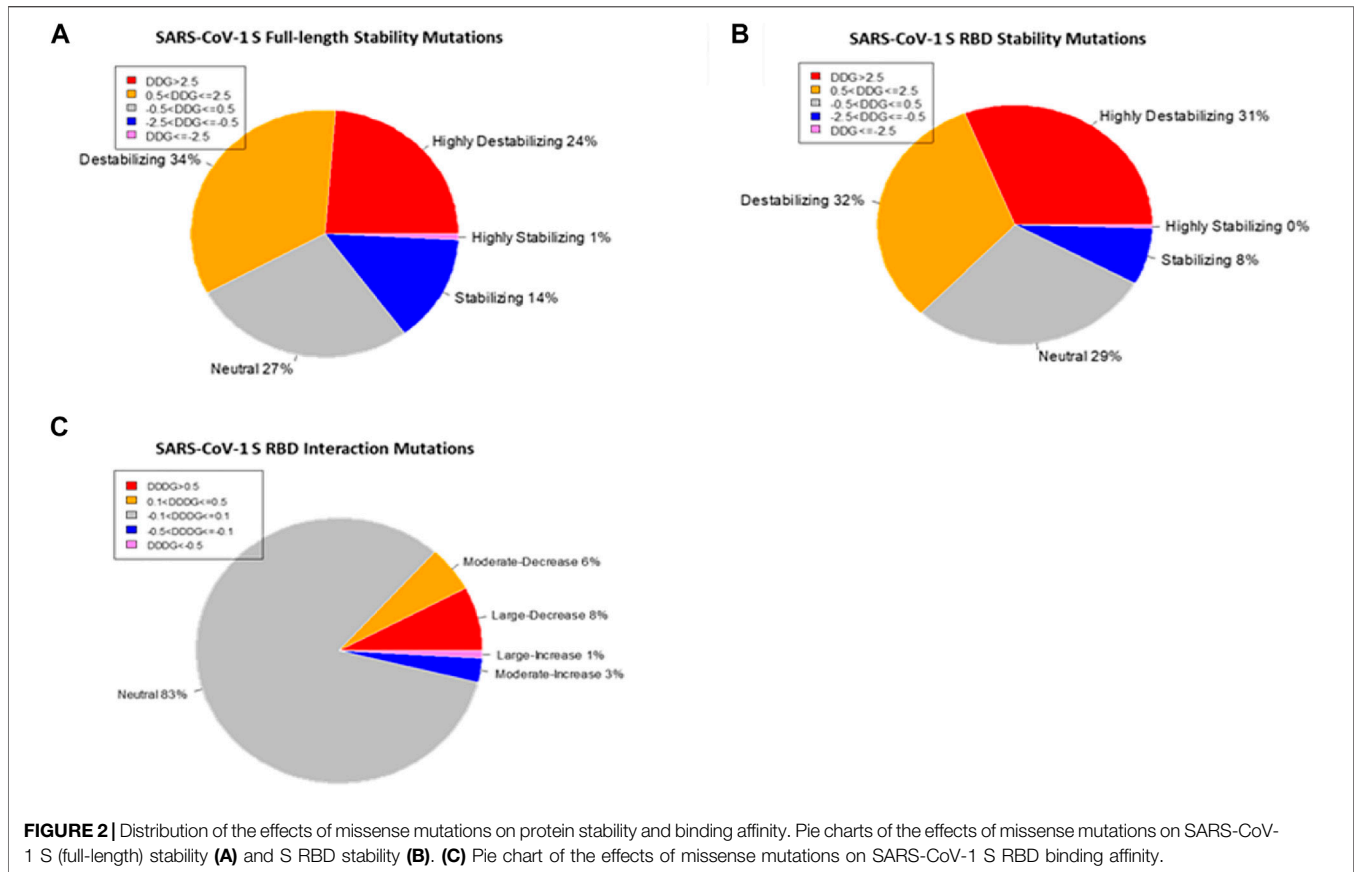 A
SARS-CoV-1 S Full-length Stability Mutations
DDG>2.5
0.5<DDG<=2.5
-0.5<DDG<=0.5
-2.5<DDG<=-0.5
DDG<=-2.5
Highly Destabilizing 24%
Destabilizing 34%
Highly Stabilizing 1%
Stabilizing 14%
Neutral 27%
B
SARS-CoV-1 S RBD Stability Mutations
DDG>2.5
0.5<DDG<=2.5
-0.5<DDG<=0.5
-2.5<DDG<=-0.5
DDG<=-2.5
Highly Destabilizing 31%
Destabilizing 32%
Highly Stabilizing 0%
Stabilizing 8%
Neutral 29%
C
SARS-CoV-1 S RBD Interaction Mutations
DDDG>0.5
0.1<DDDG<=0.5
-0.1<DDDG<=0.1
-0.5<DDDG<=-0.1
DDDG<-0.5
Moderate-Decrease 6%
Large-Decrease 8%
Large-Increase 1%
Moderate-Increase 3%
Neutral 83%
FIGURE 2 | Distribution of the effects of missense mutations on protein stability and binding affinity. Pie charts of the effects of missense mutations on SARS-CoV-
1 S (full-length) stability (A) and S RBD stability (B). (C) Pie chart of the effects of missense mutations on SARS-CoV-1 S RBD binding affinity.